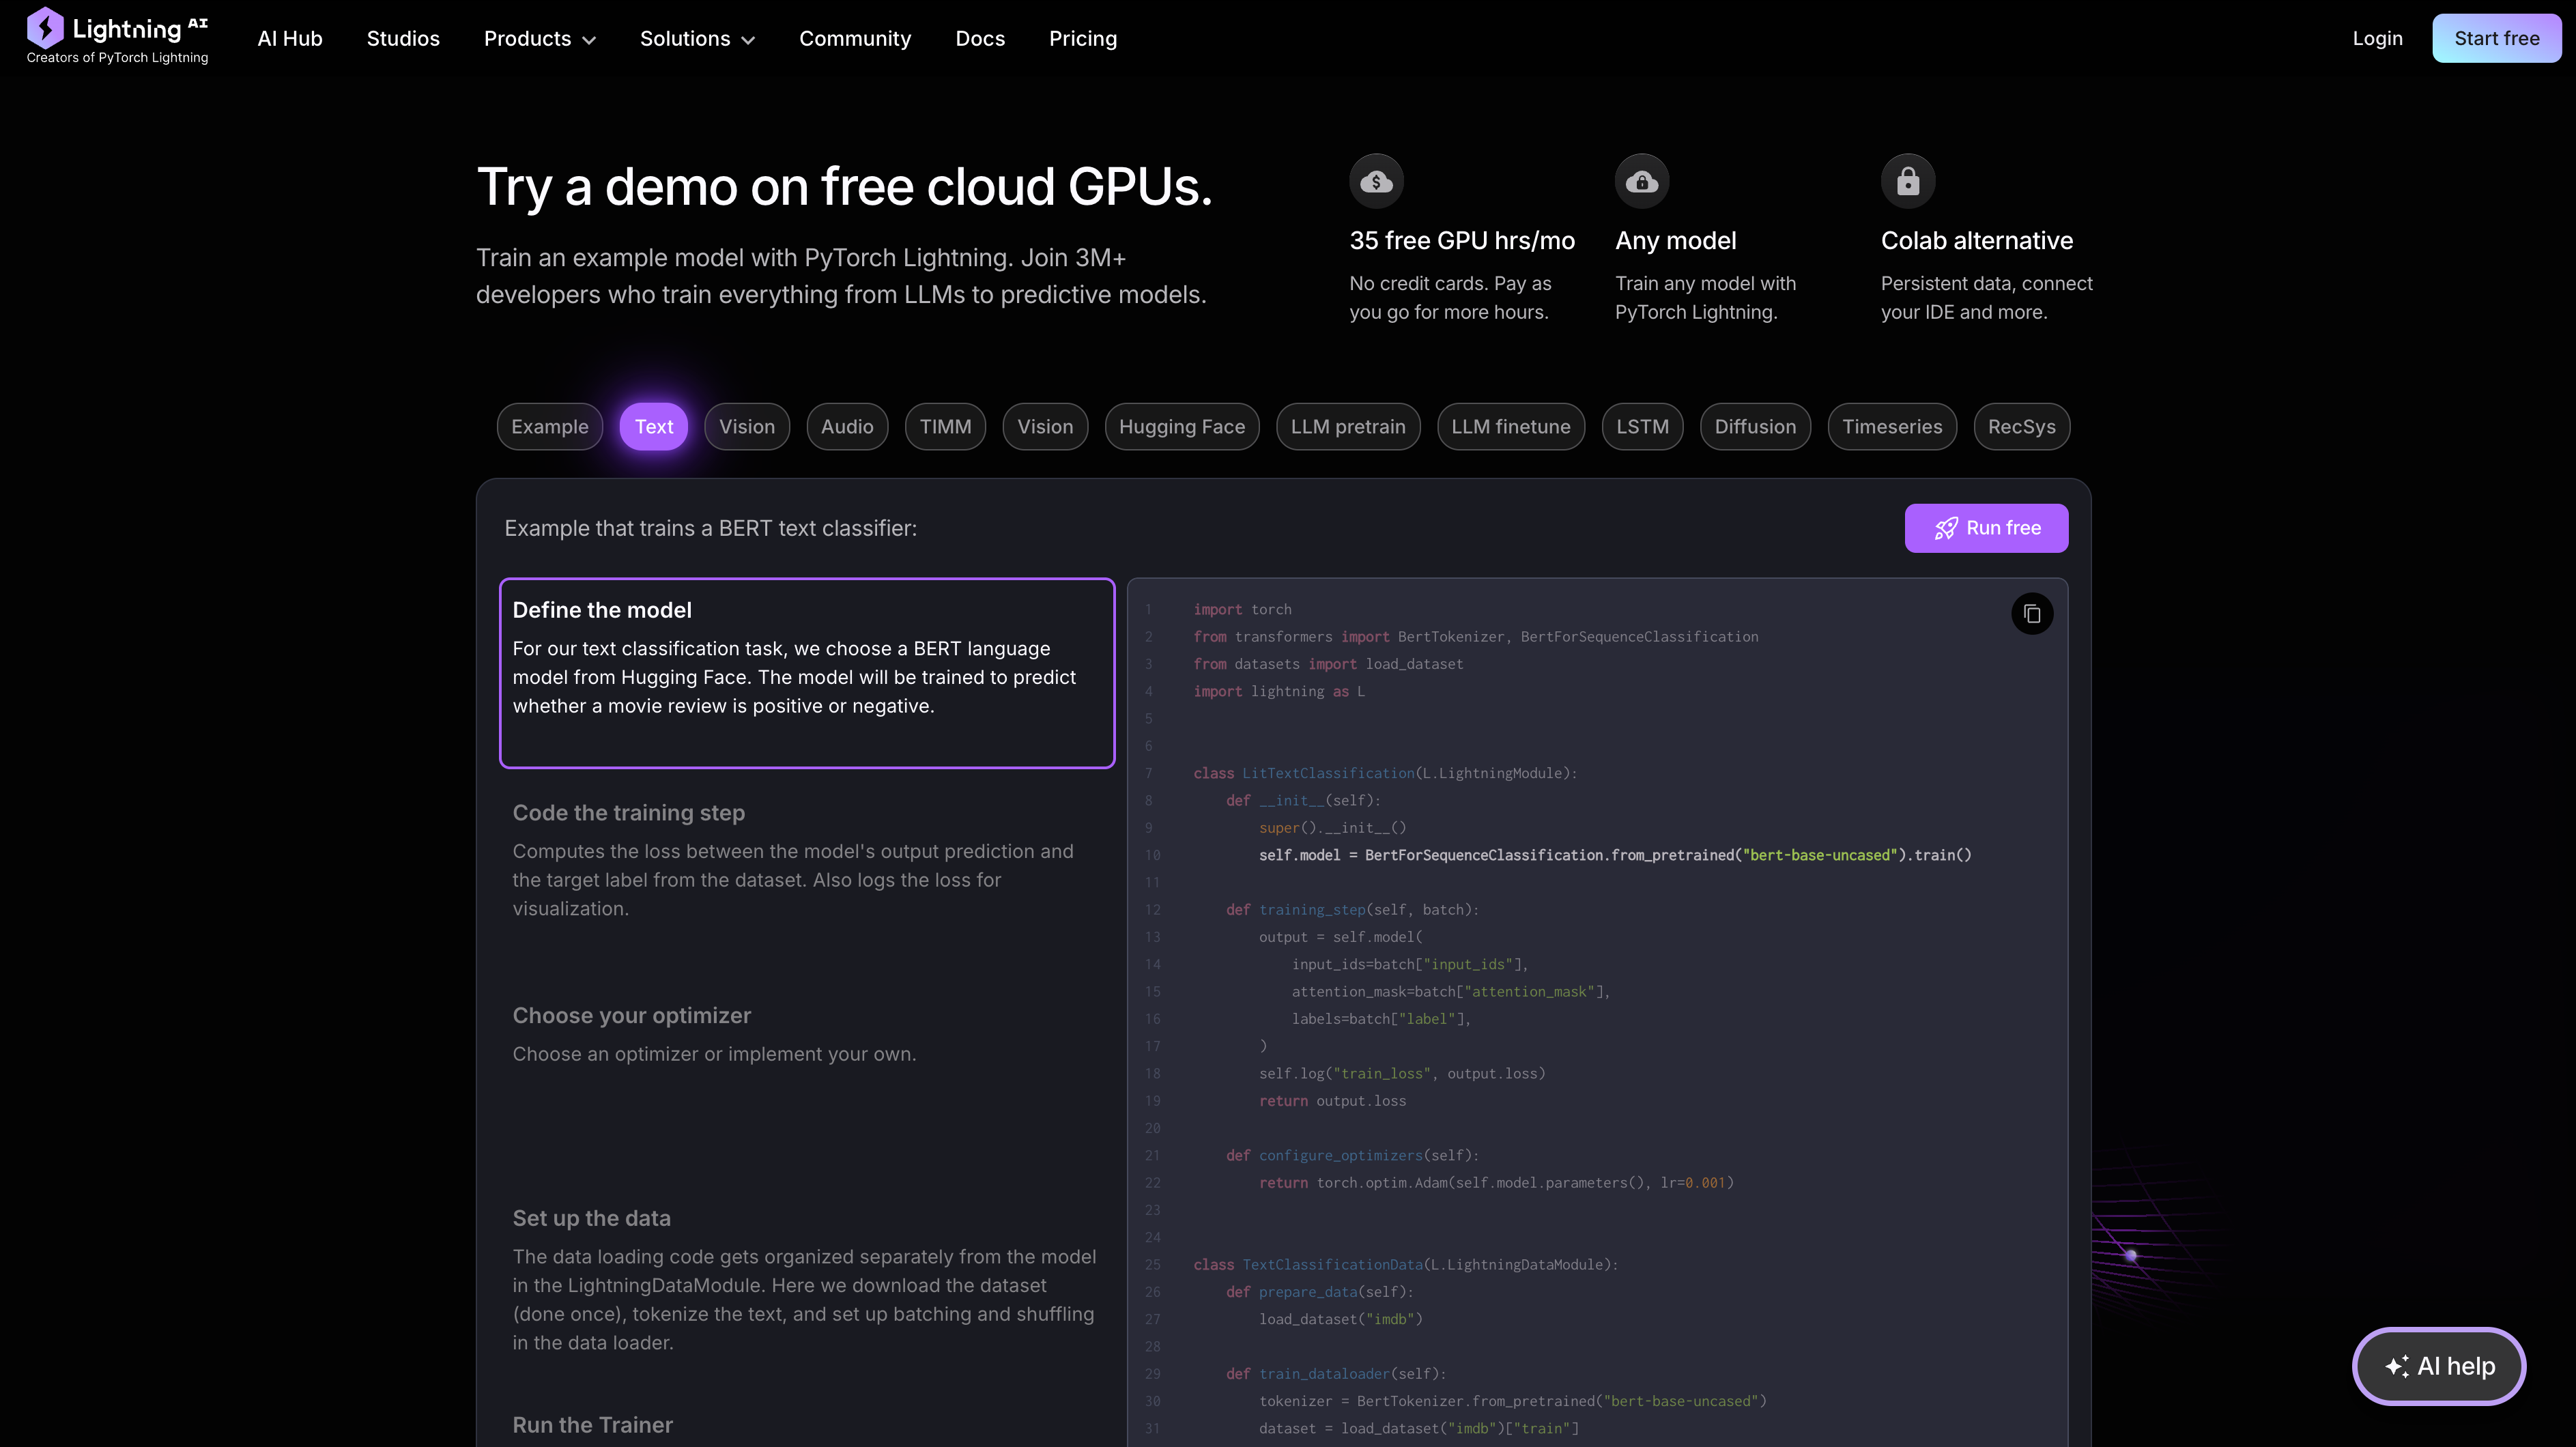 Lightning AI
Creators of PyTorch Lightning
AI Hub
Studios
Products
Solutions
Community
Docs
Pricing
Login
Start free
Try a demo on free cloud GPUs.
Train an example model with PyTorch Lightning. Join 3M+
developers who train everything from LLMs to predictive models.
35 free GPU hrs/mo
No credit cards. Pay as
you go for more hours.
Any model
Train any model with
PyTorch Lightning.
Colab alternative
Persistent data, connect
your IDE and more.
Example
Text
Vision
Audio
TIMM
Vision
Hugging Face
LLM pretrain
LLM finetune
LSTM
Diffusion
Timeseries
RecSys
Example that trains a BERT text classifier:
Run free
Define the model
For our text classification task, we choose a BERT language
model from Hugging Face. The model will be trained to predict
whether a movie review is positive or negative.
Code the training step
Computes the loss between the model's output prediction and
the target label from the dataset. Also logs the loss for
visualization.
Choose your optimizer
Choose an optimizer or implement your own.
Set up the data
The data loading code gets organized separately from the model
in the LightningDataModule. Here we download the dataset
(done once), tokenize the text, and set up batching and shuffling
in the data loader.
Run the Trainer
1 import torch
2 from transformers import BertTokenizer, BertForSequenceClassification
3 from datasets import load_dataset
4 import lightning as L
5
6
7 class LitTextClassification(L.LightningModule):
8     def __init__(self):
9         super().__init__()
10         self.model = BertForSequenceClassification.from_pretrained("bert-base-uncased").train()
11
12     def training_step(self, batch):
13         output = self.model(
14             input_ids=batch["input_ids"],
15             attention_mask=batch["attention_mask"],
16             labels=batch["label"],
17         )
18         self.log("train_loss", output.loss)
19         return output.loss
20
21     def configure_optimizers(self):
22         return torch.optim.Adam(self.model.parameters(), lr=0.001)
23
24
25 class TextClassificationData(L.LightningDataModule):
26     def prepare_data(self):
27         load_dataset("imdb")
28
29     def train_dataloader(self):
30         tokenizer = BertTokenizer.from_pretrained("bert-base-uncased")
31         dataset = load_dataset("imdb")["train"]
AI help